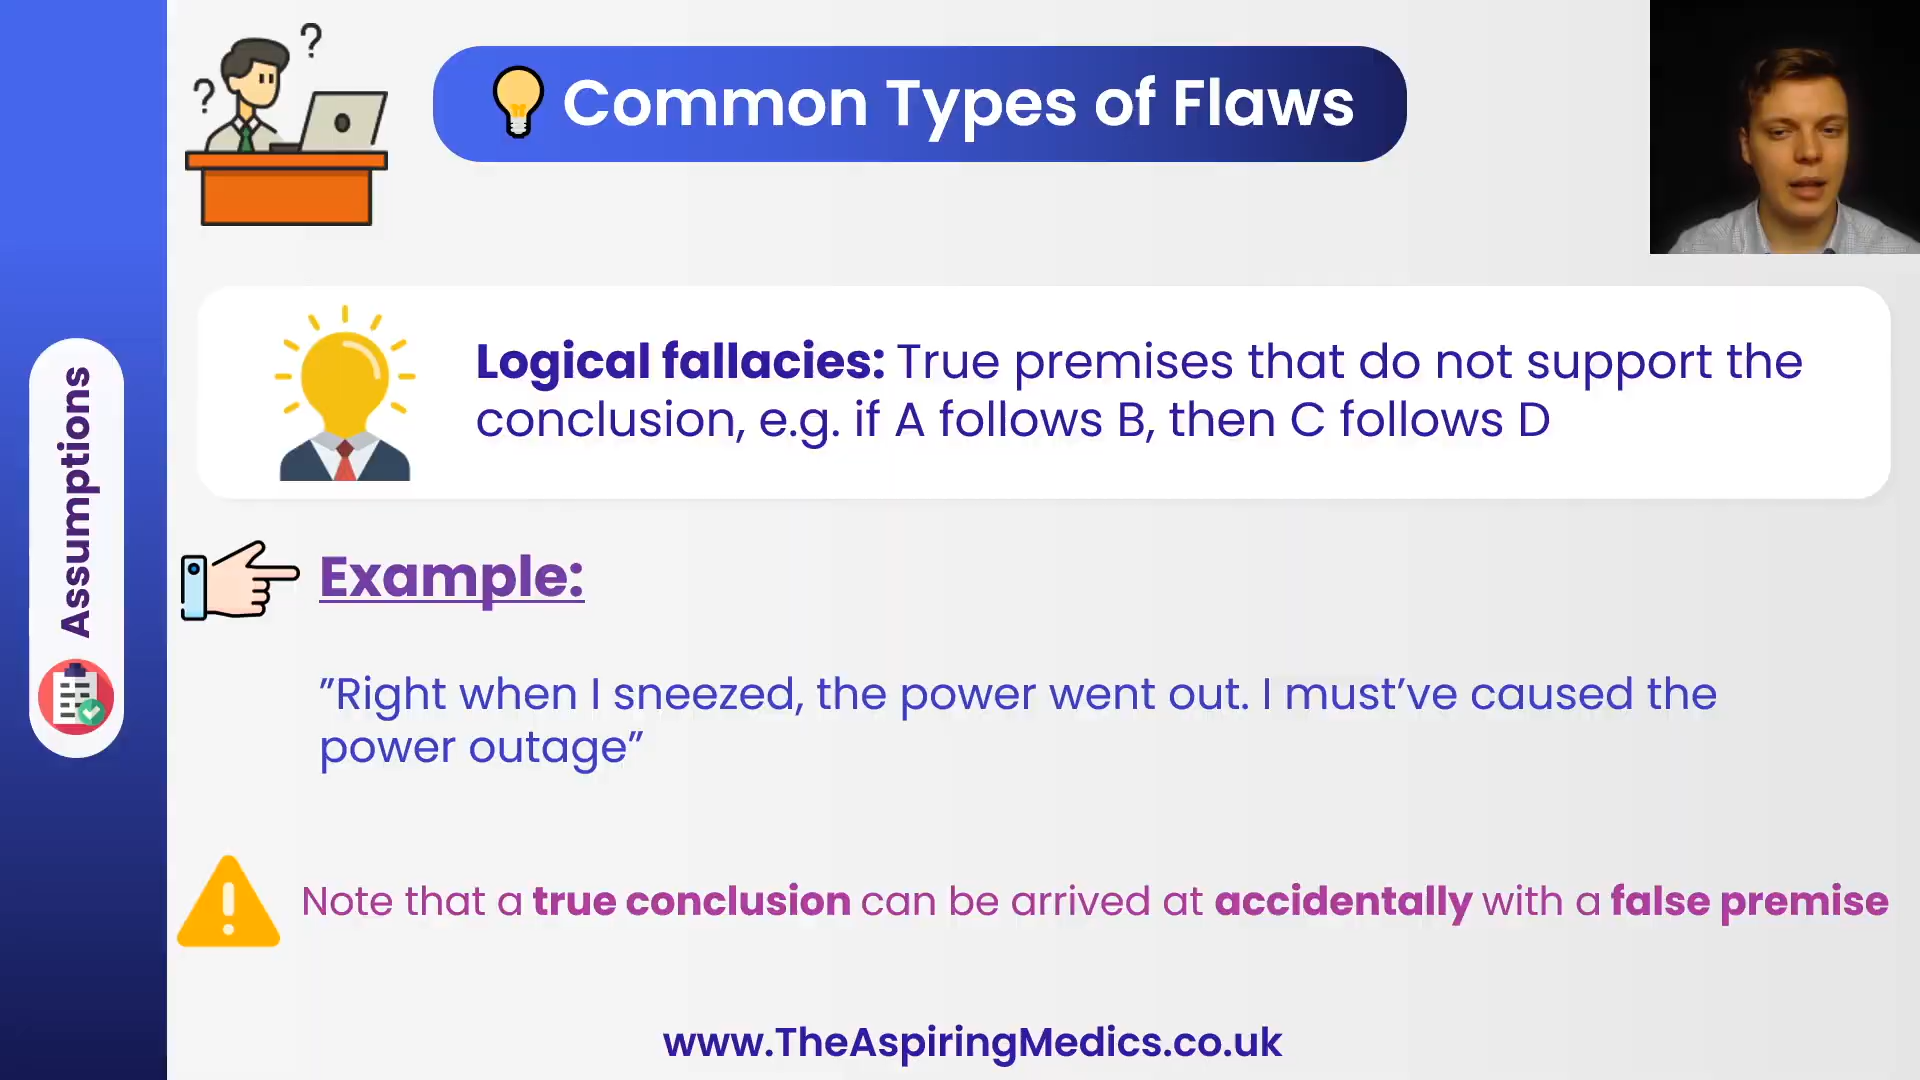 Common Types of Flaws
Assumptions
Logical fallacies: True premises that do not support the
conclusion, e.g. if A follows B, then C follows D
Example:
”Right when I sneezed, the power went out. I must’ve caused the
power outage”
Note that a true conclusion can be arrived at accidentally with a false premise
www.TheAspiringMedics.co.uk